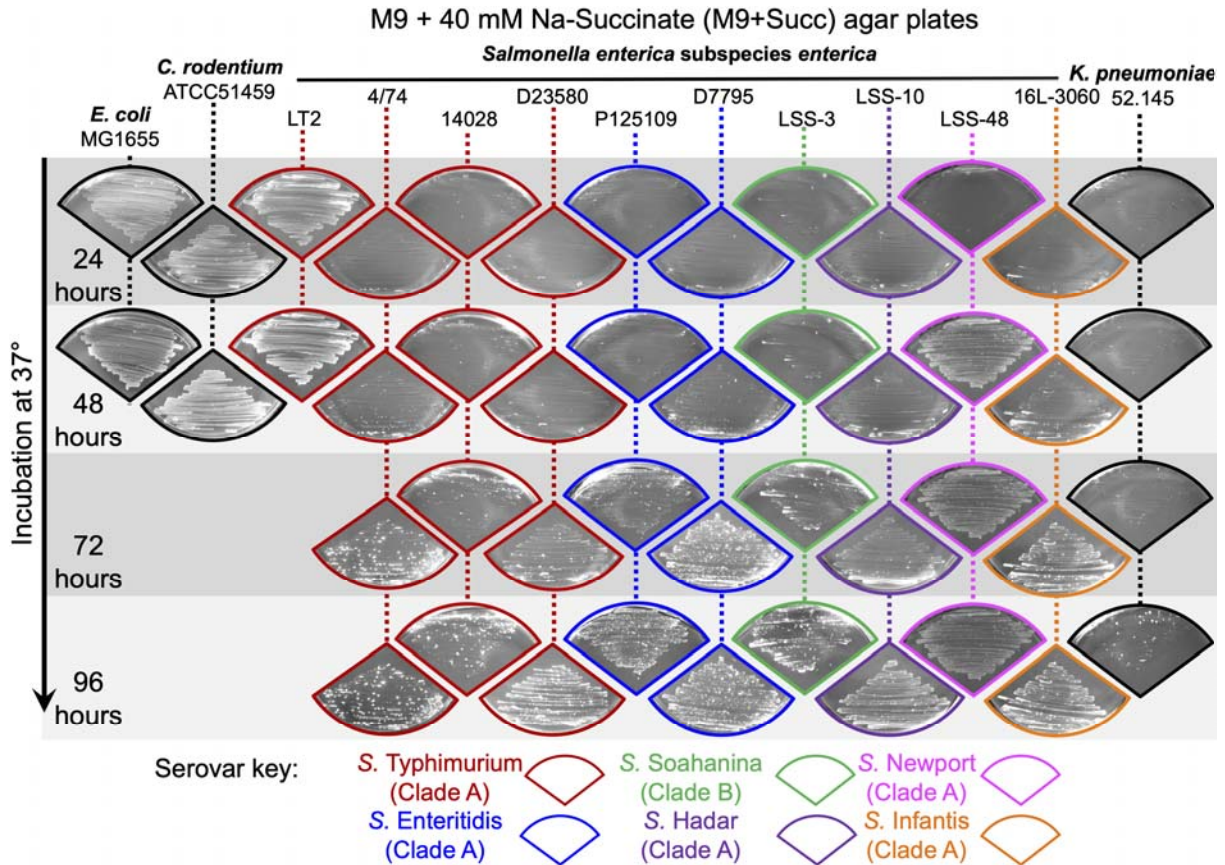 M9 + 40 mM Na-Succinate (M9+Succ) agar plates
Salmonella enterica subspecies enterica
C. rodentium
ATCC51459
K. pneumoniae
52.145
E. coli
MG1655
LT2
4/74
14028
D23580
P125109
D7795
LSS-3
LSS-10
LSS-48
16L-3060
Incubation at 37°
24
hours
48
hours
72
hours
96
hours
Serovar key:
S. Typhimurium
(Clade A)
S. Soahanina
(Clade B)
S. Newport
(Clade A)
S. Enteritidis
(Clade A)
S. Hadar
(Clade A)
S. Infantis
(Clade A)